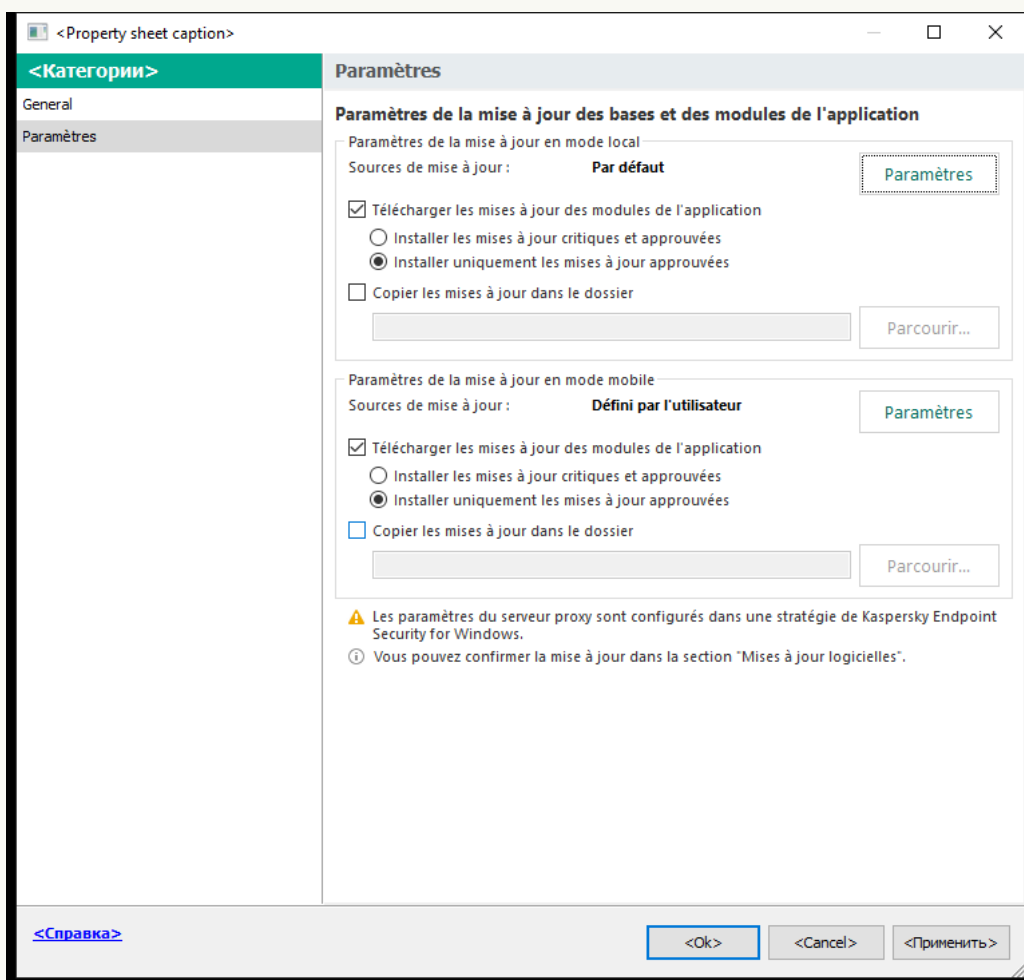 <Property sheet caption>
<Категории>
General
Paramètres
Paramètres
Paramètres de la mise à jour des bases et des modules de l'application
Paramètres de la mise à jour en mode local
Sources de mise à jour : Par défaut
Paramètres
Télécharger les mises à jour des modules de l'application
Installer les mises à jour critiques et approuvées
Installer uniquement les mises à jour approuvées
Copier les mises à jour dans le dossier
Parcourir...
Paramètres de la mise à jour en mode mobile
Sources de mise à jour : Défini par l'utilisateur
Paramètres
Télécharger les mises à jour des modules de l'application
Installer les mises à jour critiques et approuvées
Installer uniquement les mises à jour approuvées
Copier les mises à jour dans le dossier
Parcourir...
Les paramètres du serveur proxy sont configurés dans une stratégie de Kaspersky Endpoint
Security for Windows.
Vous pouvez confirmer la mise à jour dans la section "Mises à jour logicielles".
<Справка>
<Ok> <Cancel> <Применить>